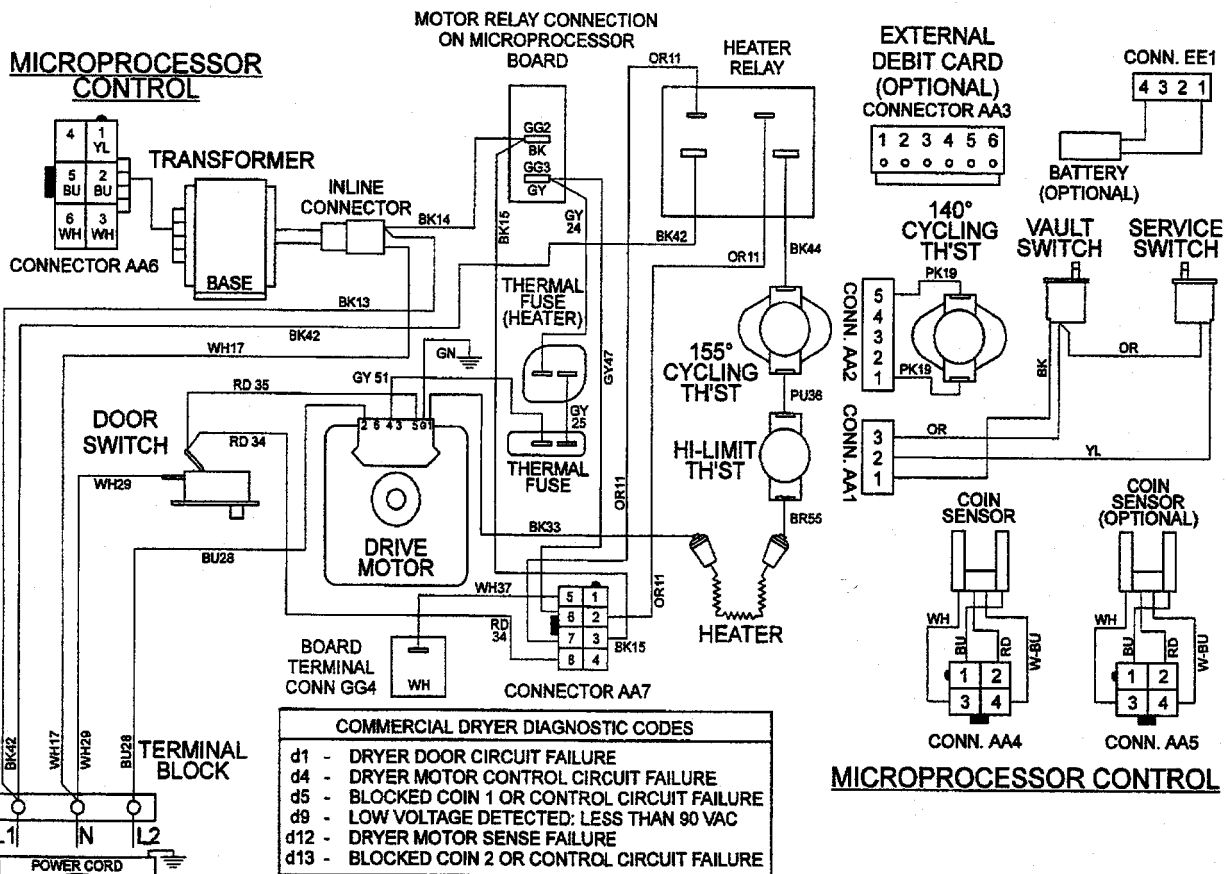 MOTOR RELAY CONNECTION
ON MICROPROCESSOR
BOARD
MICROPROCESSOR
CONTROL
4
1
YL
5
BU
2
BU
6
WH
3
WH
CONNECTOR AA6
TRANSFORMER
BASE
INLINE
CONNECTOR
BK14
GG2
BK
GG3
GY
BK15
GY
24
OR11
HEATER
RELAY
BK42
OR11
BK44
EXTERNAL
DEBIT CARD
(OPTIONAL)
CONNECTOR AA3
1 2 3 4 5 6
CONN. EE1
4 3 2 1
BATTERY
(OPTIONAL)
140°
CYCLING
TH'ST
VAULT
SWITCH
SERVICE
SWITCH
PK19
CONN. AA2
5
4
3
2
1
PK19
BK
OR
BK13
BK42
WH17
GN
THERMAL
FUSE
(HEATER)
GY 51
GY47
GY
25
THERMAL
FUSE
155°
CYCLING
TH'ST
PU36
HI-LIMIT
TH'ST
BR55
CONN. AA1
3
2
1
OR
YL
RD 35
DOOR
SWITCH
RD 34
WH29
2 6 4 3 5 G 1
DRIVE
MOTOR
BU28
BK33
OR11
OR11
HEATER
WH37
RD
34
5 1
6 2
7 3
8 4
BK15
CONNECTOR AA7
BOARD
TERMINAL
CONN GG4
WH
COIN
SENSOR
WH
BU
RD
W-BU
1 2
3 4
CONN. AA4
COIN
SENSOR
(OPTIONAL)
WH
BU
RD
W-BU
1 2
3 4
CONN. AA5
MICROPROCESSOR CONTROL
BK42
WH17
WH29
BU28
TERMINAL
BLOCK
L1
N
L2
POWER CORD
COMMERCIAL DRYER DIAGNOSTIC CODES
d1 - DRYER DOOR CIRCUIT FAILURE
d4 - DRYER MOTOR CONTROL CIRCUIT FAILURE
d5 - BLOCKED COIN 1 OR CONTROL CIRCUIT FAILURE
d9 - LOW VOLTAGE DETECTED: LESS THAN 90 VAC
d12 - DRYER MOTOR SENSE FAILURE
d13 - BLOCKED COIN 2 OR CONTROL CIRCUIT FAILURE